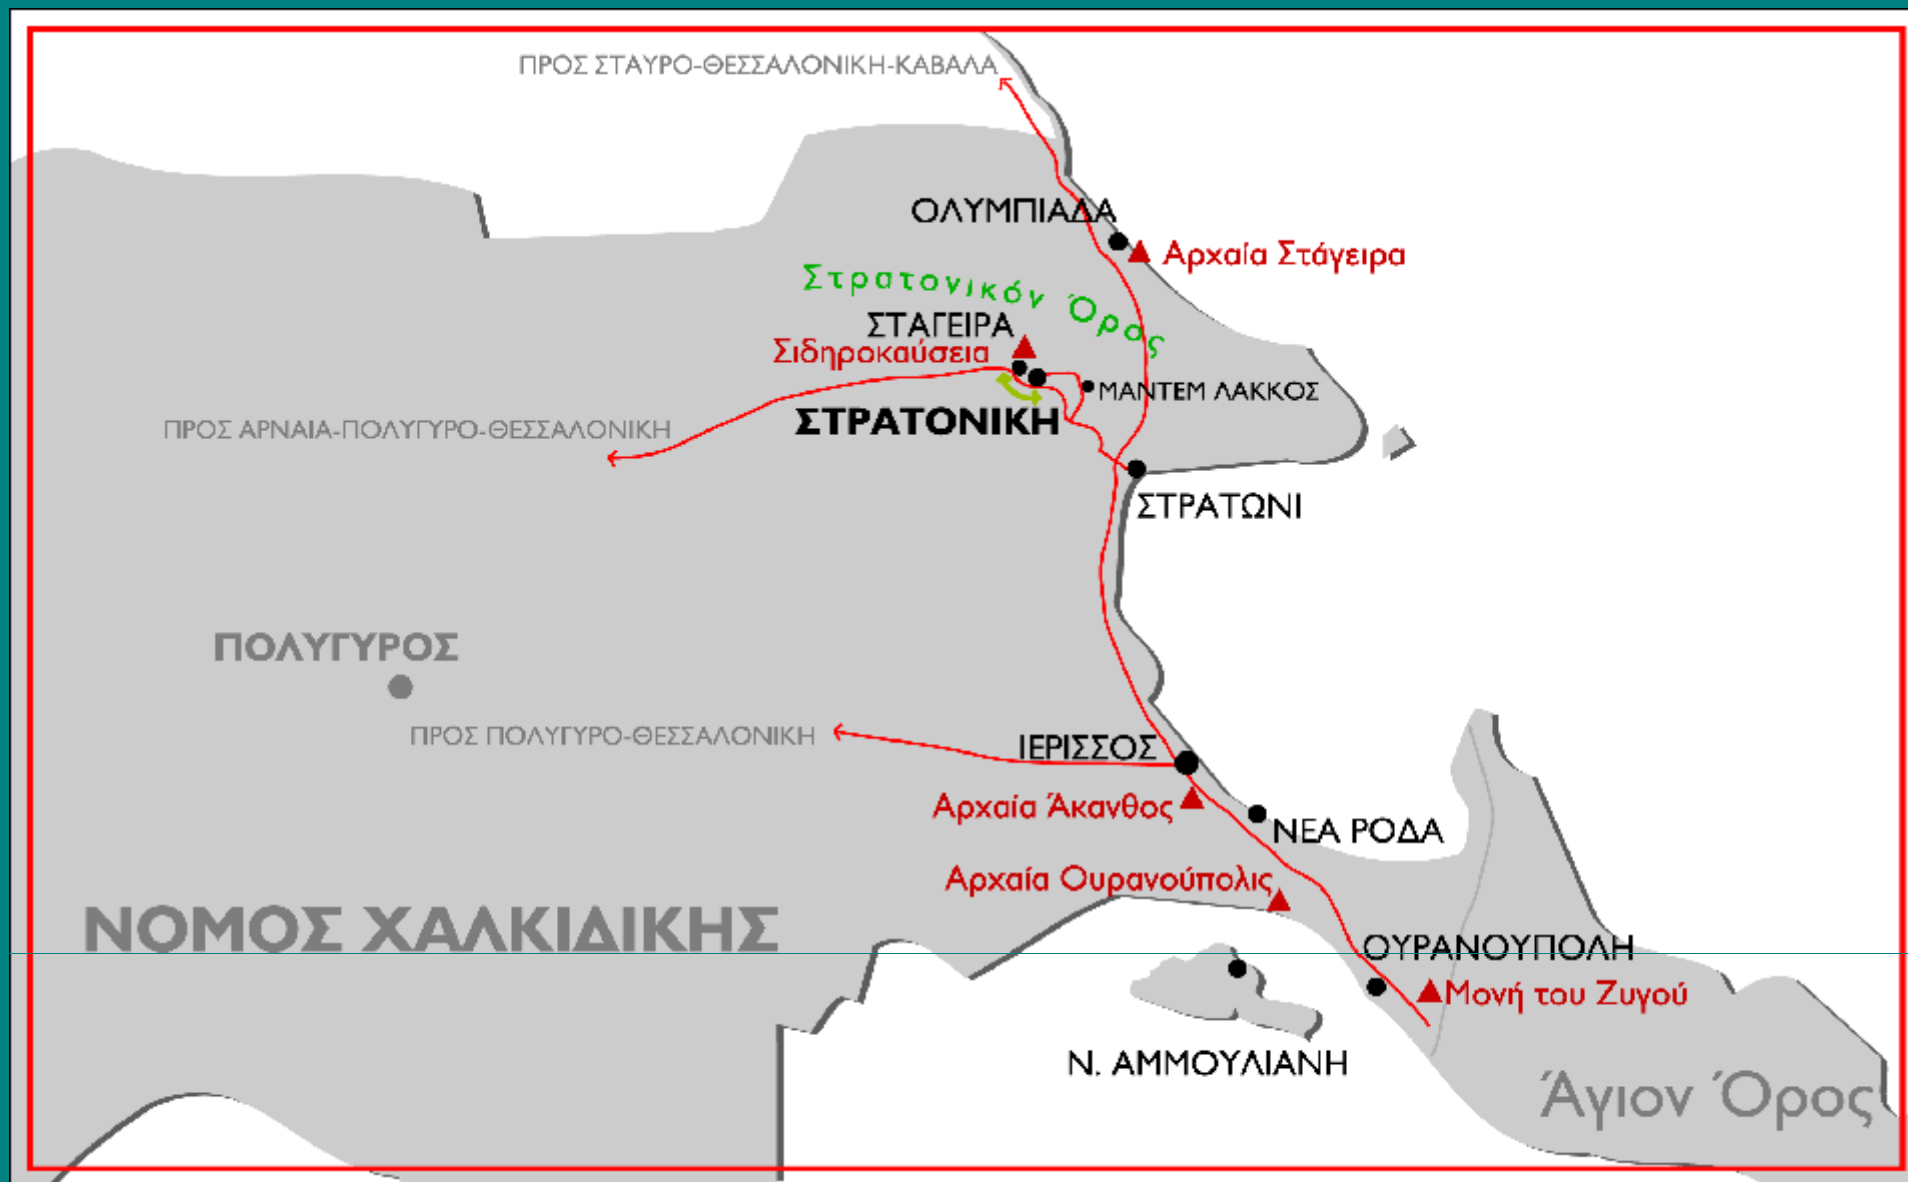 ΠΡΟΣ ΣΤΑΥΡΟ-ΘΕΣΣΑΛΟΝΙΚΗ-ΚΑΒΑΛΑ
ΟΛΥΜΠΙΑΔΑ
Αρχαία Στάγειρα
Στρατονικόν Όρος
ΣΤΑΓΕΙΡΑ
Σιδηροκαύσεια
ΜΑΝΤΕΜ ΛΑΚΚΟΣ
ΣΤΡΑΤΟΝΙΚΗ
ΠΡΟΣ ΑΡΝΑΙΑ-ΠΟΛΥΓΥΡΟ-ΘΕΣΣΑΛΟΝΙΚΗ
ΣΤΡΑΤΩΝΙ
ΠΟΛΥΓΥΡΟΣ
ΠΡΟΣ ΠΟΛΥΓΥΡΟ-ΘΕΣΣΑΛΟΝΙΚΗ
ΙΕΡΙΣΣΟΣ
Αρχαία Άκανθος
ΝΕΑ ΡΟΔΑ
Αρχαία Ουρανούπολις
ΝΟΜΟΣ ΧΑΛΚΙΔΙΚΗΣ
ΟΥΡΑΝΟΥΠΟΛΗ
Μονή του Ζυγού
Ν. ΑΜΜΟΥΛΙΑΝΗ
Άγιον Όρος